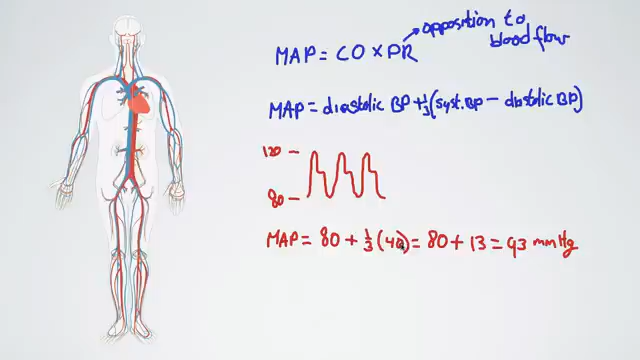 MAP = CO × PR → opposition to
blood flow
MAP = diastolic BP + 1/3 (syst. BP - diastolic BP)
120
80
MAP = 80 + 1/3 (40) = 80 + 13 = 93 mmHg